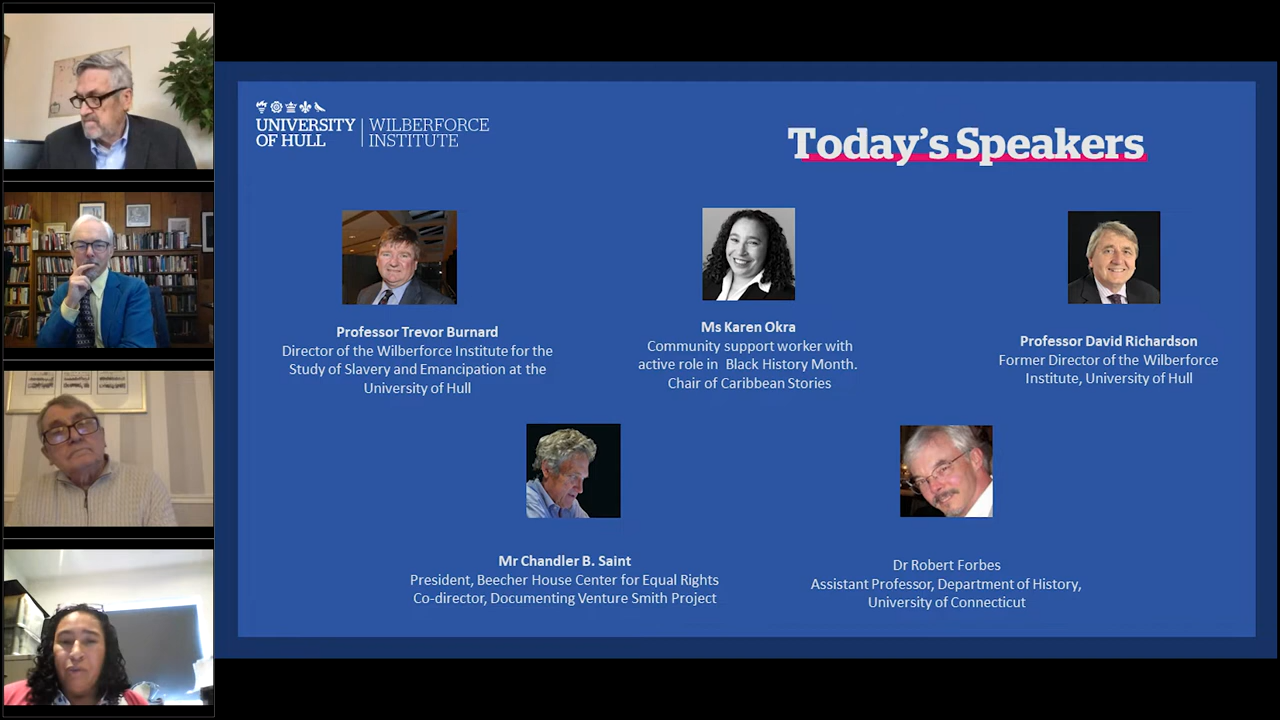 UNIVERSITY
OF HULL
WILBERFORCE
INSTITUTE
Today's Speakers
Professor Trevor Burnard
Director of the Wilberforce Institute for the
Study of Slavery and Emancipation at the
University of Hull
Ms Karen Okra
Community support worker with
active role in Black History Month.
Chair of Caribbean Stories
Professor David Richardson
Former Director of the Wilberforce
Institute, University of Hull
Mr Chandler B. Saint
President, Beecher House Center for Equal Rights
Co-director, Documenting Venture Smith Project
Dr Robert Forbes
Assistant Professor, Department of History,
University of Connecticut